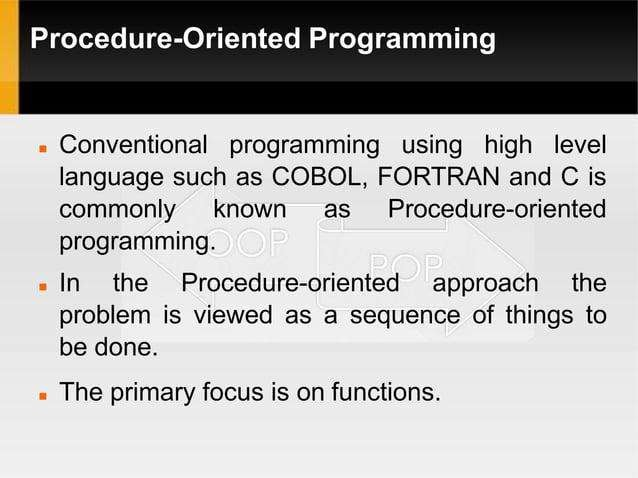 Procedure-Oriented Programming
Conventional programming using high level
language such as COBOL, FORTRAN and C is
commonly known as Procedure-oriented
programming.
OOP
In the Procedure-oriented approach the
POP
problem is viewed as a sequence of things to
be done.
The primary focus is on functions.